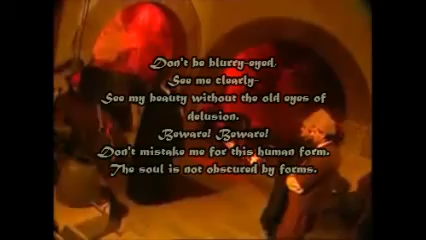 Don't be blurry-eyed,
See me clearly-
See my beauty without the old eyes of
delusion.
Beware! Beware!
Don't mistake me for this human form.
The soul is not obscured by forms.